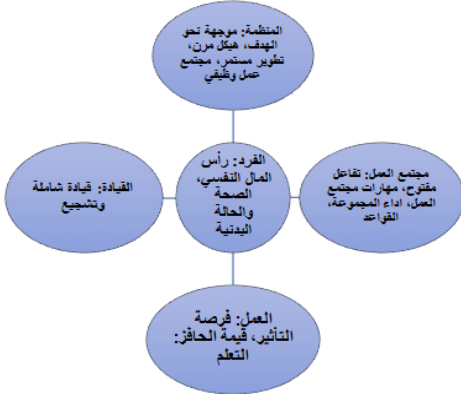 المنظمة: موجهة نحو
الهدف، هيكل مرن،
تطوير مستمر، مجتمع
عمل وظيفي
مجتمع العمل: تفاعل
مفتوح، مهارات مجتمع
العمل، اداء المجموعة،
القواعد
الفرد: رأس
المال النفسي،
الصحة
والحالة
البدنية
القيادة: قيادة شاملة
وتشجيع
العمل: فرصة
التأثير، قيمة الحافز:
التعلم